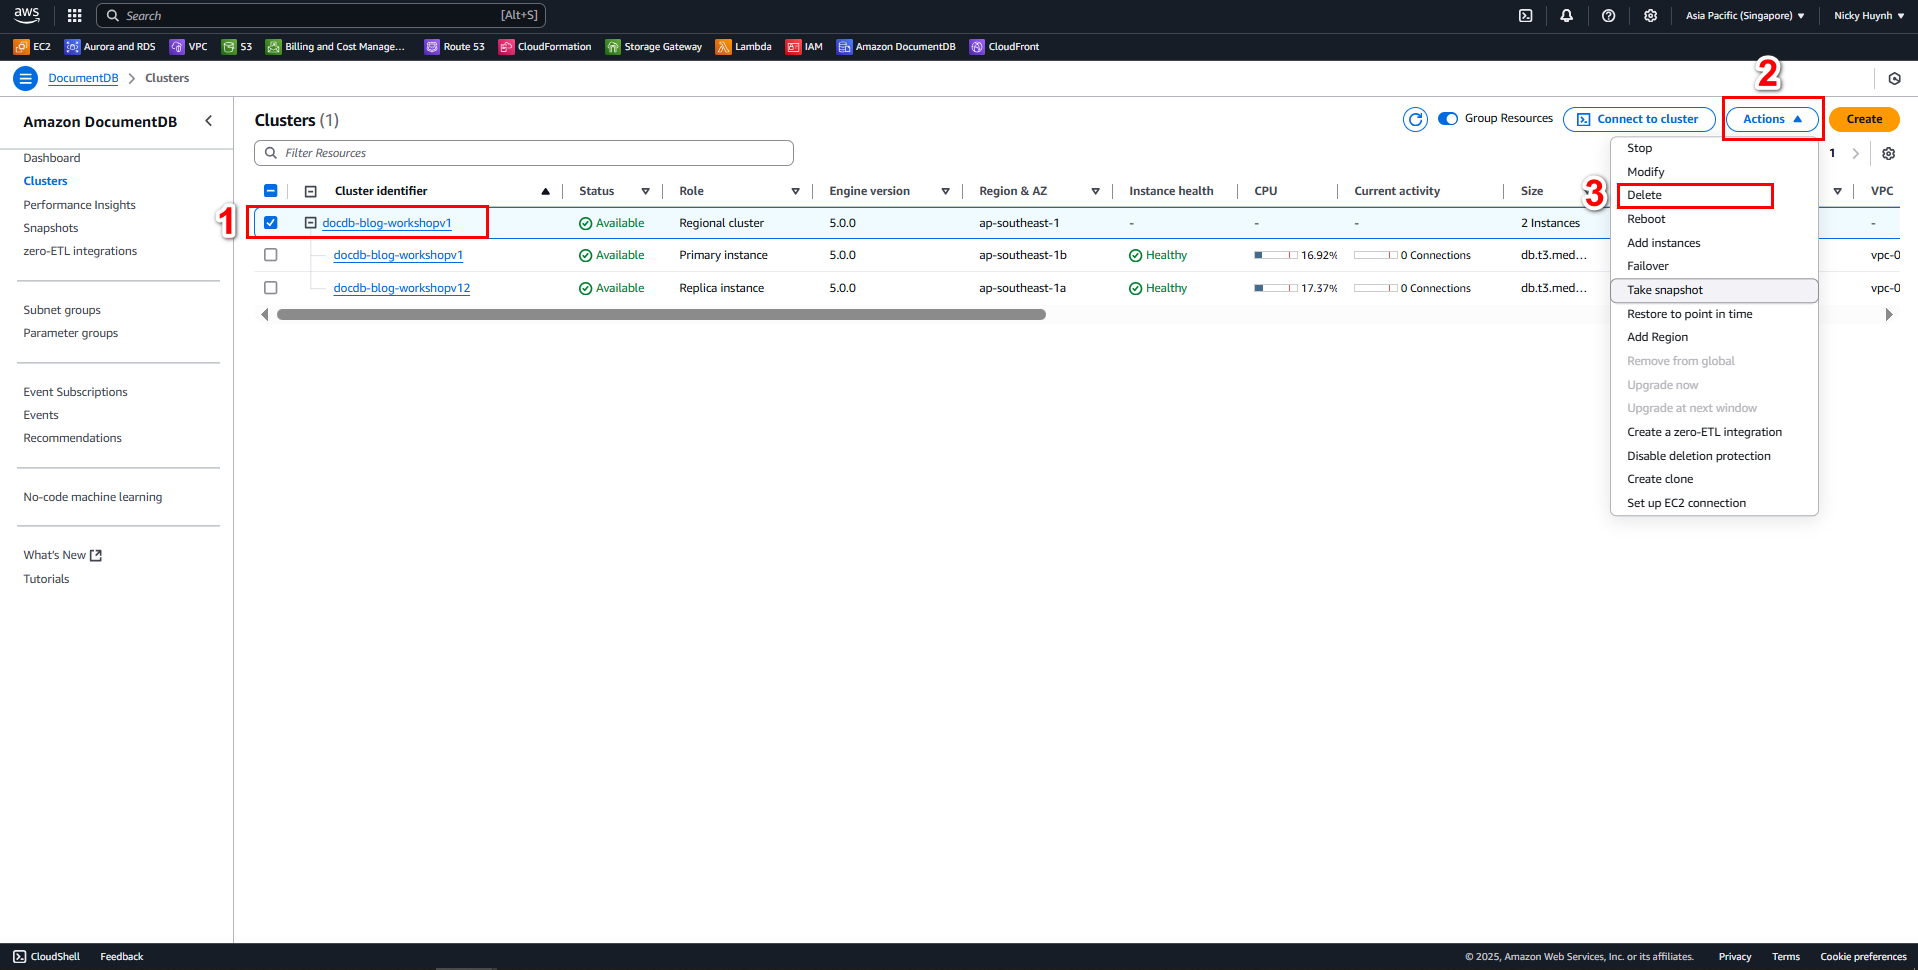 aws
Search
[Alt+S]
Asia Pacific (Singapore)
Nicky Huynh
EC2
Aurora and RDS
VPC
S3
Billing and Cost Manage...
Route 53
CloudFormation
Storage Gateway
Lambda
IAM
Amazon DocumentDB
CloudFront
DocumentDB
Clusters
2
Amazon DocumentDB
Dashboard
Clusters
Performance Insights
Snapshots
zero-ETL integrations
Subnet groups
Parameter groups
Event Subscriptions
Events
Recommendations
No-code machine learning
What's New
Tutorials
Clusters (1)
Group Resources
Connect to cluster
Actions
Create
Filter Resources
1
Cluster identifier
Status
Role
Engine version
Region & AZ
Instance health
CPU
Current activity
Size
VPC
1
docdb-blog-workshopv1
Available
Regional cluster
5.0.0
ap-southeast-1
-
-
-
2 Instances
-
docdb-blog-workshopv1
Available
Primary instance
5.0.0
ap-southeast-1b
Healthy
16.92%
0 Connections
db.t3.med...
vpc-0
docdb-blog-workshopv12
Available
Replica instance
5.0.0
ap-southeast-1a
Healthy
17.37%
0 Connections
db.t3.med...
vpc-0
Stop
Modify
3
Delete
Reboot
Add instances
Failover
Take snapshot
Restore to point in time
Add Region
Remove from global
Upgrade now
Upgrade at next window
Create a zero-ETL integration
Disable deletion protection
Create clone
Set up EC2 connection
CloudShell
Feedback
© 2025, Amazon Web Services, Inc. or its affiliates.
Privacy
Terms
Cookie preferences